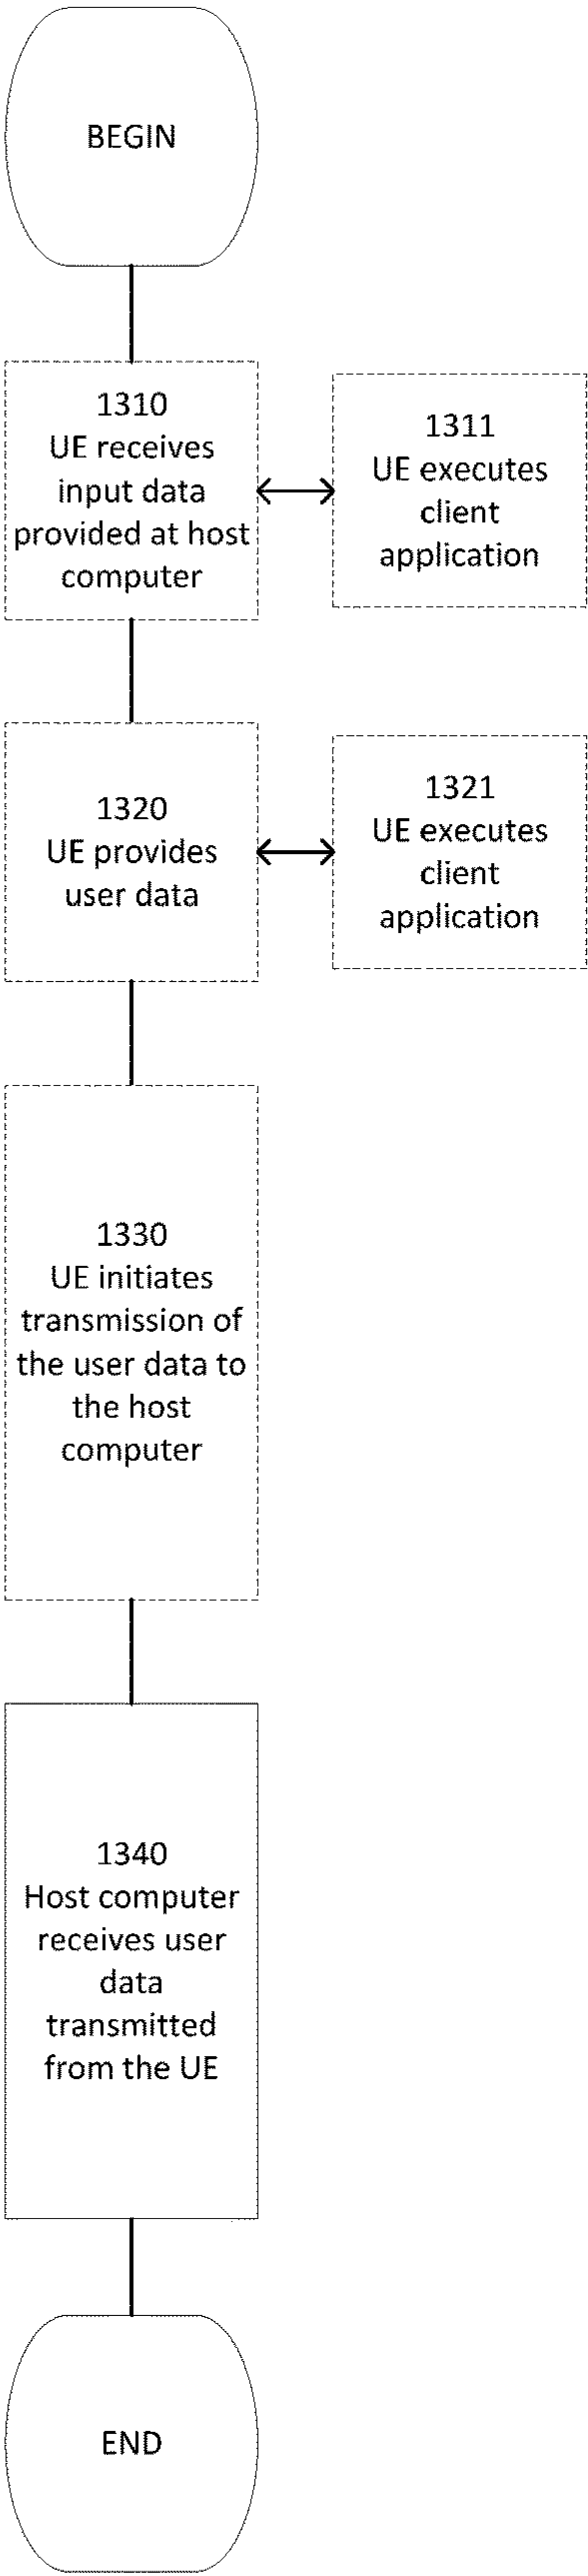 BEGIN
1310
UE receives
input data
provided at host
computer
1311
UE executes
client
application
1320
UE provides
user data
1321
UE executes
client
application
1330
UE initiates
transmission of
the user data to
the host
computer
1340
Host computer
receives user
data
transmitted
from the UE
END